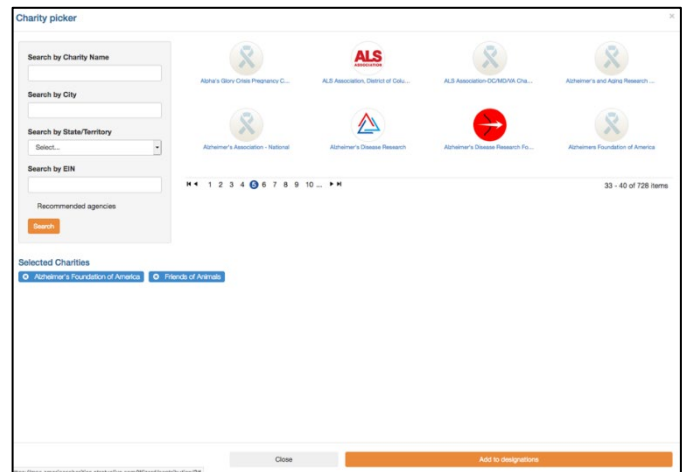 Charity picker
×
Search by Charity Name
Search by City
Search by State/Territory
Select...
Search by EIN
Recommended agencies
Search
ALS
ASSOCIATION
Alpha's Glory Crisis Pregnancy C...
ALS Association, District of Colu...
ALS Association-DC/MD/VA Cha...
Alzheimer's and Aging Research ...
Alzheimer's Association - National
Alzheimer's Disease Research
Alzheimer's Disease Research Fo...
Alzheimers Foundation of America
1 2 3 4 5 6 7 8 9 10 ...
33 - 40 of 728 items
Selected Charities
Alzheimer's Foundation of America
Friends of Animals
Close
Add to designations